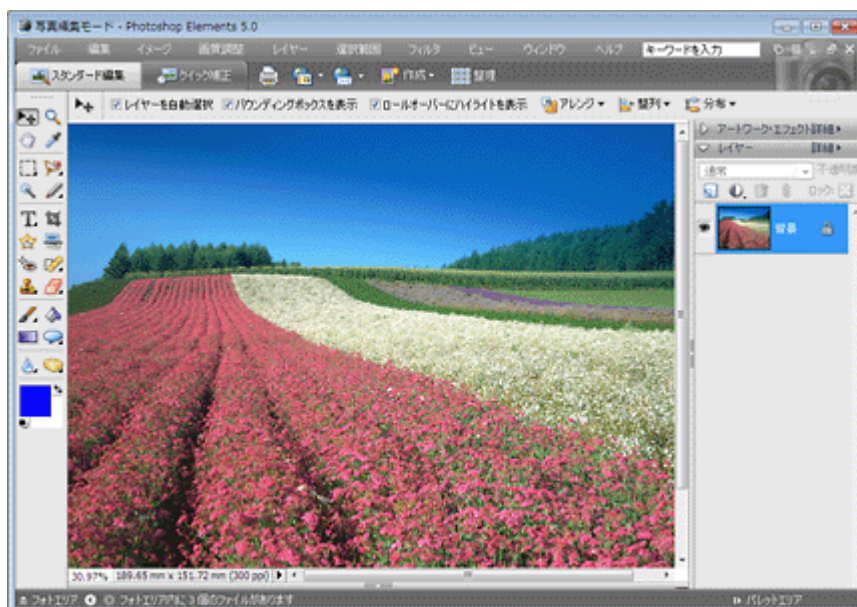 写真編集モード - Photoshop Elements 5.0
ファイル 編集 イメージ 画質調整 レイヤー 選択範囲 フィルタ ビュー ウィンドウ ヘルプ キーワードを入力
スタンダード編集 クイック補正 作成 整理
レイヤーを自動選択 バウンディングボックスを表示 ロールオーバーにハイライトを表示 アレンジ 整列 分布
アートワーク・エフェクト 詳細
レイヤー 詳細
通常 不透明度
ロック:
背景
30.97% 189.65 mm x 151.72 mm (300 ppi)
フォトエリア フォトエリア内に 3 個のファイルがあります パレットエリア